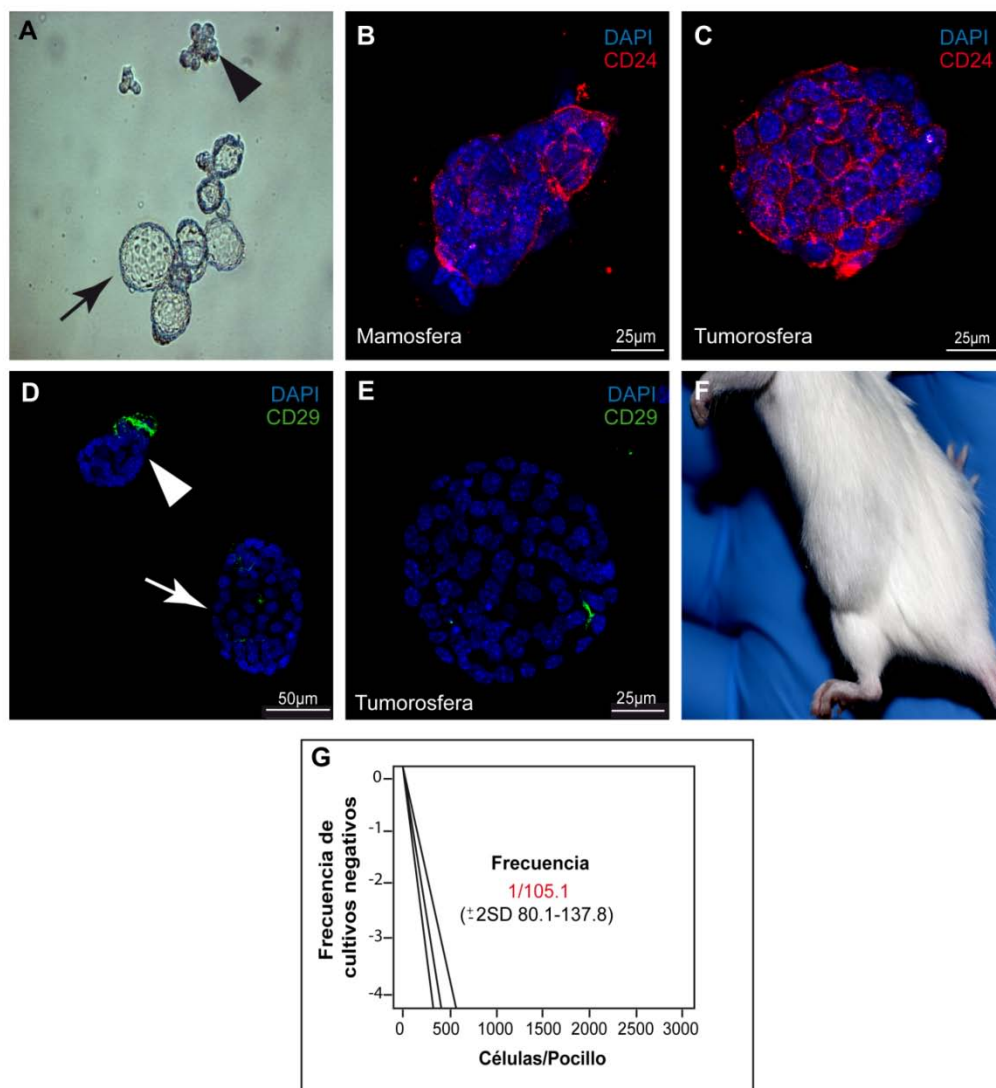 A
B
DAPI
CD24
Mamosfera
25µm
C
DAPI
CD24
Tumorosfera
25µm
D
DAPI
CD29
50µm
E
DAPI
CD29
Tumorosfera
25µm
F
G
Frecuencia de
cultivos negativos
0
-1
-2
-3
-4
Frecuencia
1/105.1
(±2SD 80.1-137.8)
0 500 1000 1500 2000 2500 3000
Células/Pocillo